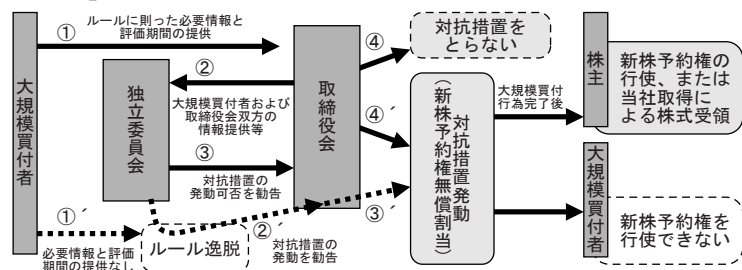 ①
ルールに則った必要情報と
評価期間の提供
大規模買付者
②
独立委員会
大規模買付者および
取締役会双方の
情報提供等
③
対抗措置の
発動可否を勧告
取締役会
④
対抗措置を
とらない
④´
対抗措置発動
(新株予約権無償割当)
大規模買付
行為完了後
株主
新株予約権の
行使、または
当社取得に
よる株式受領
大規模買付者
新株予約権を
行使できない
①´
必要情報と評価
期間の提供なし
ルール逸脱
②´
対抗措置の
発動を勧告
③´